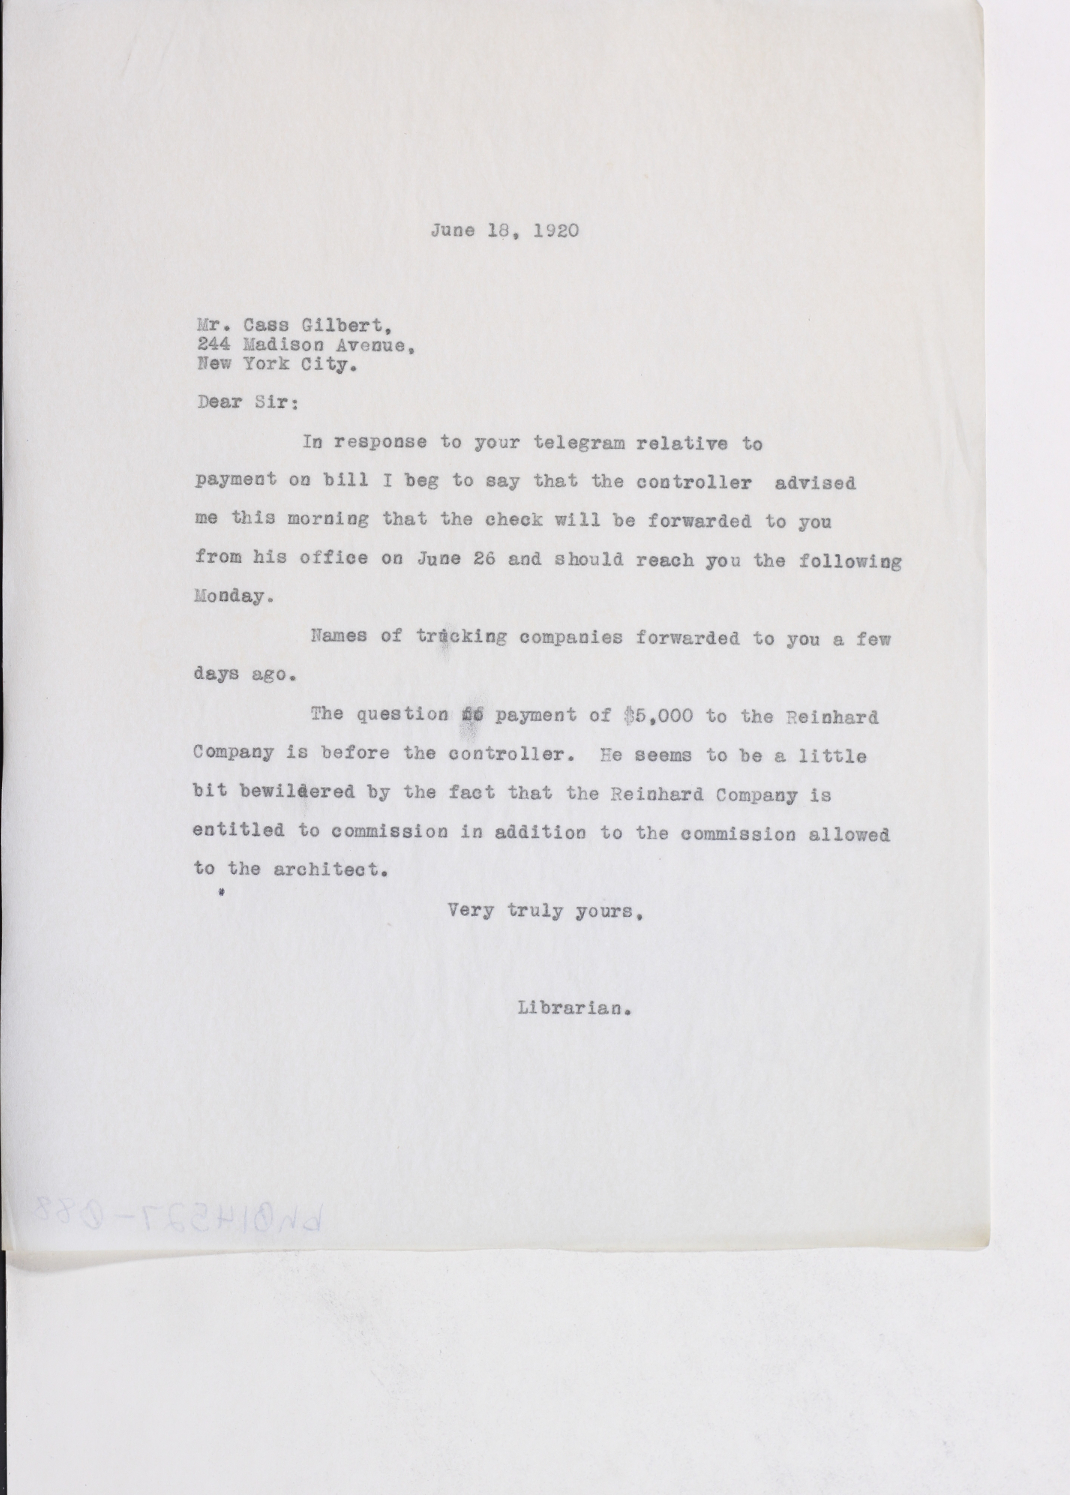 June 18, 1920
Mr. Cass Gilbert,
244 Madison Avenue,
New York City.
Dear Sir:
In response to your telegram relative to
payment on bill I beg to say that the controller advised
me this morning that the check will be forwarded to you
from his office on June 26 and should reach you the following
Monday.
Names of trucking companies forwarded to you a few
days ago.
The question of payment of $5,000 to the Reinhard
Company is before the controller. He seems to be a little
bit bewildered by the fact that the Reinhard Company is
entitled to commission in addition to the commission allowed
to the architect.
Very truly yours,
Librarian.